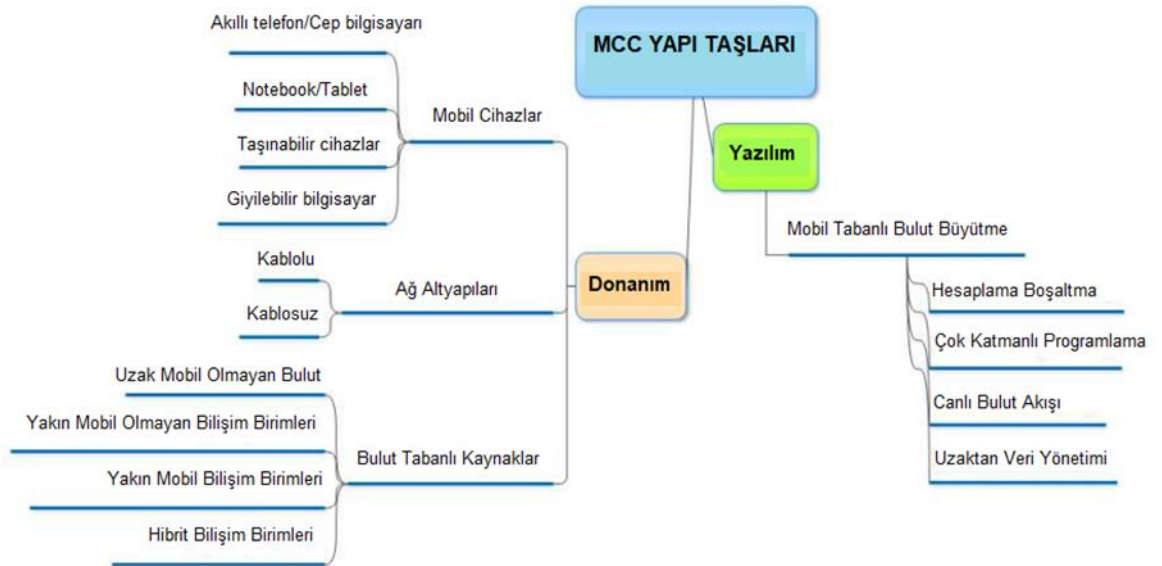 MCC YAPI TAŞLARI
Donanım
Mobil Cihazlar
Akıllı telefon/Cep bilgisayarı
Notebook/Tablet
Taşınabilir cihazlar
Giyilebilir bilgisayar
Ağ Altyapıları
Kablolu
Kablosuz
Bulut Tabanlı Kaynaklar
Uzak Mobil Olmayan Bulut
Yakın Mobil Olmayan Bilişim Birimleri
Yakın Mobil Bilişim Birimleri
Hibrit Bilişim Birimleri
Yazılım
Mobil Tabanlı Bulut Büyütme
Hesaplama Boşaltma
Çok Katmanlı Programlama
Canlı Bulut Akışı
Uzaktan Veri Yönetimi